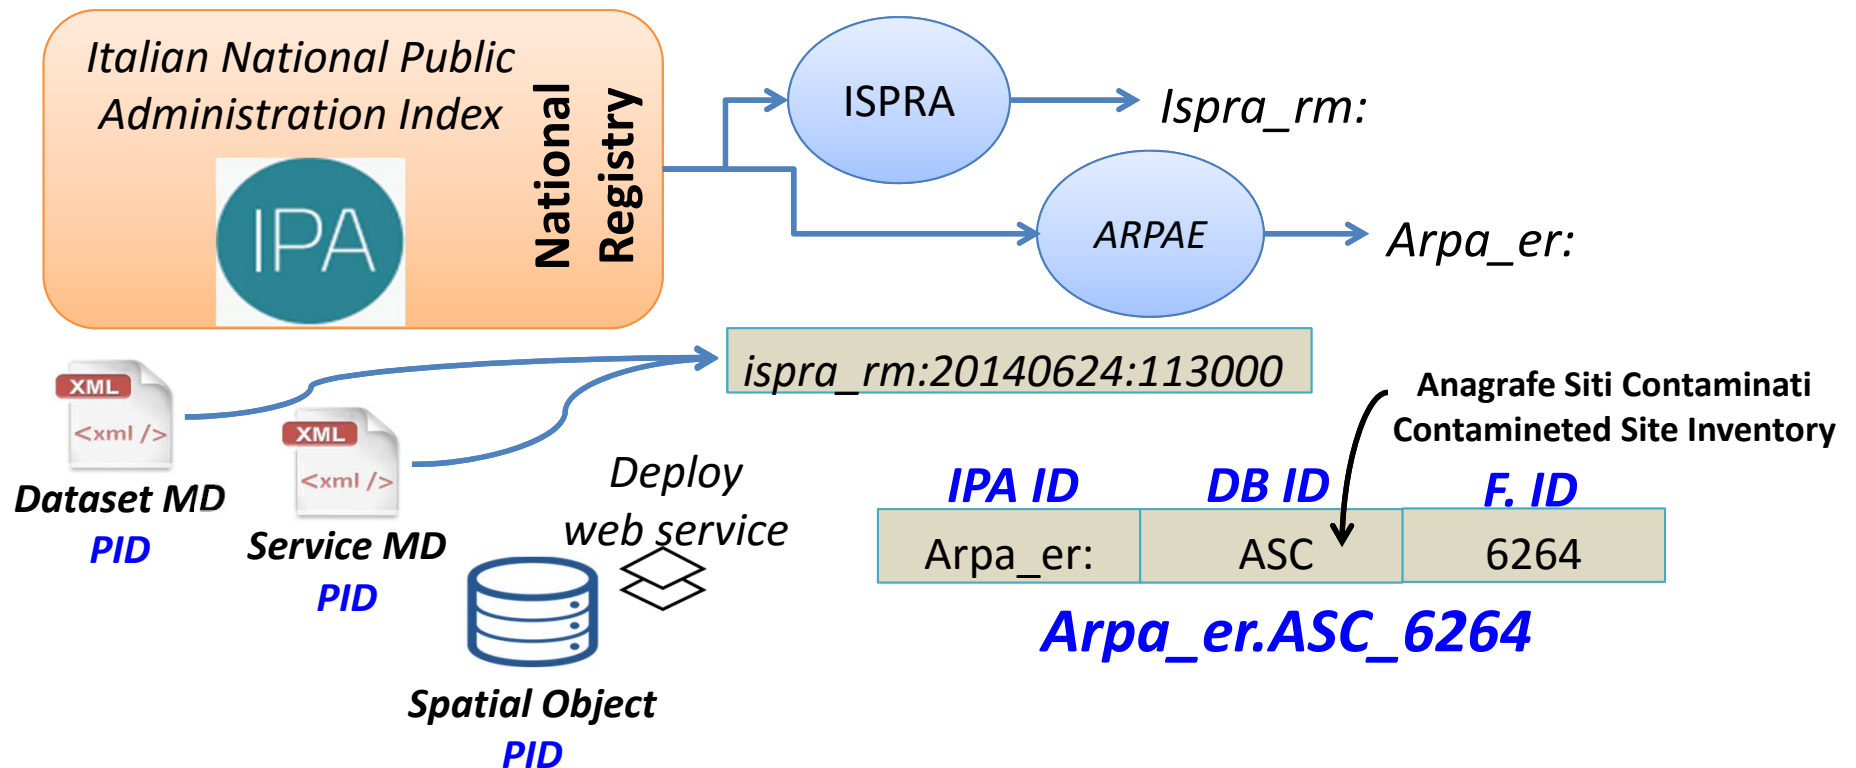 Italian National Public
Administration Index
National
Registry
IPA
ISPRA
Ispra_rm:
ARPAE
Arpa_er:
XML
<xml />
Dataset MD
PID
XML
<xml />
Service MD
PID
ispra_rm:20140624:113000
Deploy
web service
Spatial Object
PID
Anagrafe Siti Contaminati
Contamineted Site Inventory
IPA ID DB ID F. ID
Arpa_er: ASC 6264
Arpa_er.ASC_6264